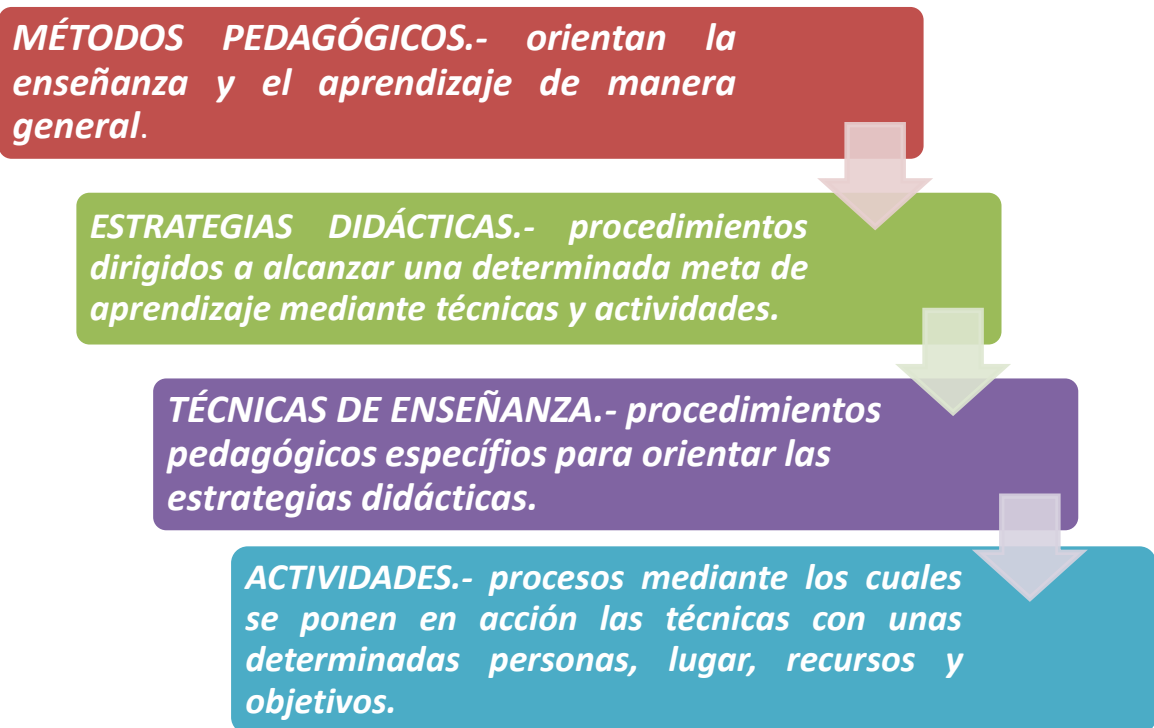 MÉTODOS PEDAGÓGICOS.- orientan la
enseñanza y el aprendizaje de manera
general.
ESTRATEGIAS DIDÁCTICAS.- procedimientos
dirigidos a alcanzar una determinada meta de
aprendizaje mediante técnicas y actividades.
TÉCNICAS DE ENSEÑANZA.- procedimientos
pedagógicos específios para orientar las
estrategias didácticas.
ACTIVIDADES.- procesos mediante los cuales
se ponen en acción las técnicas con unas
determinadas personas, lugar, recursos y
objetivos.